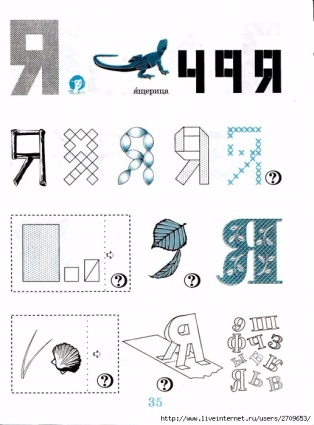 Я
ящерица
Ч Ч Я Я
Я Я Я Я
?
? ? Я
? Я
Я Ш
Ф Ч З
Ы Ь Ъ
Я Ь В
35
http://www.liveinternet.ru/users/2709653/